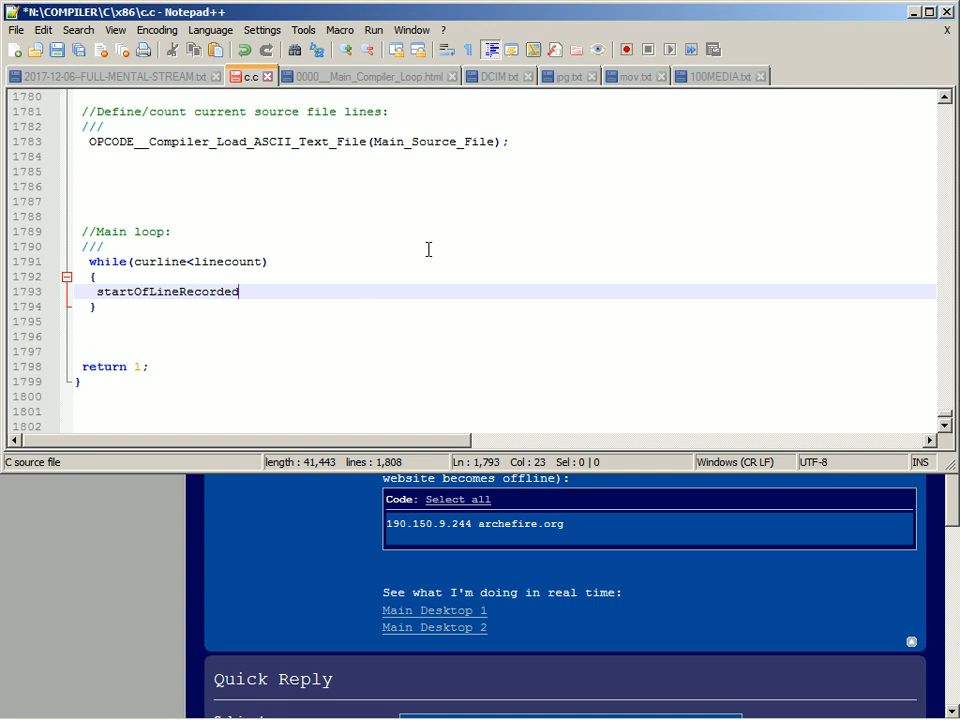 *N:\COMPILER\C\x86\c.c - Notepad++
File Edit Search View Encoding Language Settings Tools Macro Run Window ? X
2017-12-06--FULL-MENTAL-STREAM.txt c.c 0000__Main_Compiler_Loop.html DCIM.txt jpg.txt mov.txt 100MEDIA.txt
1780
1781 //Define/count current source file lines:
1782 ///
1783 OPCODE__Compiler_Load_ASCII_Text_File(Main_Source_File);
1784
1785
1786
1787
1788
1789 //Main loop:
1790 ///
1791 while(curline<linecount)
1792 {
1793 startOfLineRecorded
1794 }
1795
1796
1797
1798 return 1;
1799 }
1800
1801
1802
C source file length : 41,443 lines : 1,808 Ln : 1,793 Col : 23 Sel : 0 | 0 Windows (CR LF) UTF-8 INS
website becomes offline):
Code: Select all
190.150.9.244 archefire.org
See what I'm doing in real time:
Main Desktop 1
Main Desktop 2
Quick Reply